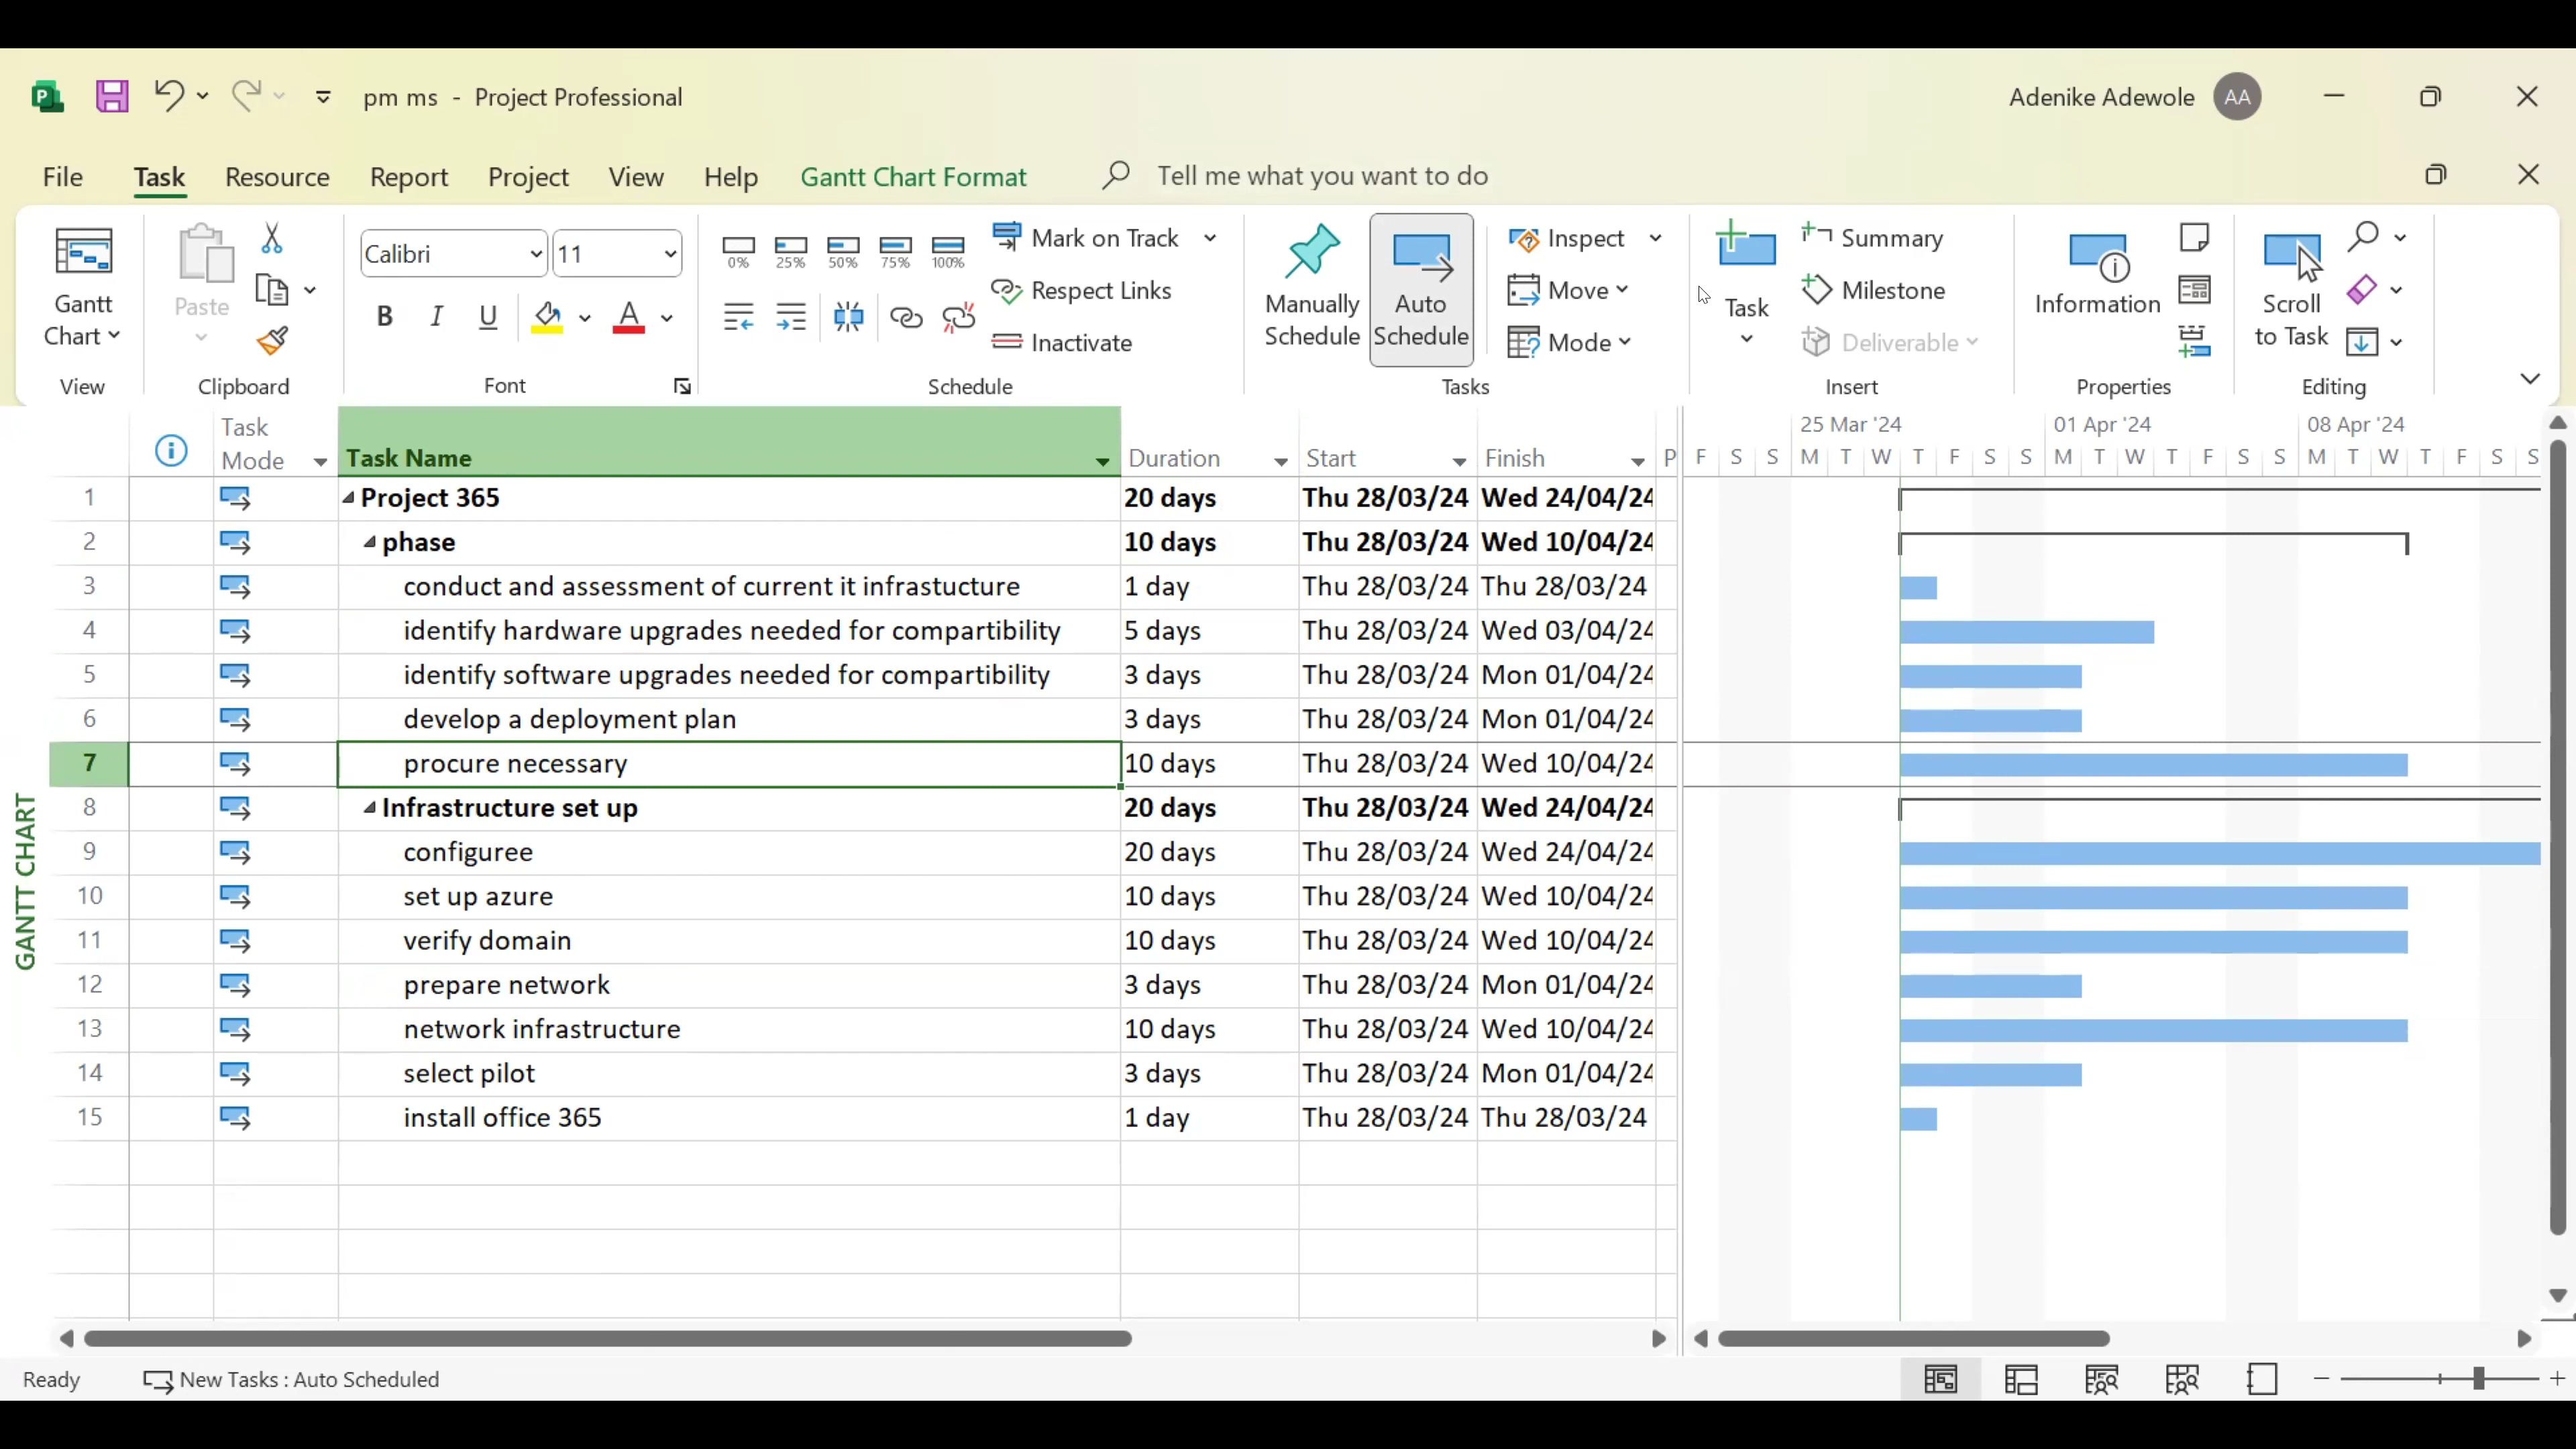 pm ms - Project Professional
Adenike Adewole AA
File Task Resource Report Project View Help Gantt Chart Format Tell me what you want to do
Gantt Chart
View
Paste
Clipboard
Calibri 11
B I U A
Font
0% 25% 50% 75% 100%
Mark on Track
Respect Links
Inactivate
Schedule
Manually Schedule
Auto Schedule
Inspect
Move
Mode
Tasks
Task
Summary
Milestone
Deliverable
Insert
Information
Properties
Scroll to Task
Editing
Task Mode Task Name Duration Start Finish P
25 Mar '24 01 Apr '24 08 Apr '24
F S S M T W T F S S M T W T F S S M T W T F S S
1 Project 365 20 days Thu 28/03/24 Wed 24/04/24
2 phase 10 days Thu 28/03/24 Wed 10/04/24
3 conduct and assessment of current it infrastucture 1 day Thu 28/03/24 Thu 28/03/24
4 identify hardware upgrades needed for compartibility 5 days Thu 28/03/24 Wed 03/04/24
5 identify software upgrades needed for compartibility 3 days Thu 28/03/24 Mon 01/04/24
6 develop a deployment plan 3 days Thu 28/03/24 Mon 01/04/24
7 procure necessary 10 days Thu 28/03/24 Wed 10/04/24
8 Infrastructure set up 20 days Thu 28/03/24 Wed 24/04/24
9 configuree 20 days Thu 28/03/24 Wed 24/04/24
10 set up azure 10 days Thu 28/03/24 Wed 10/04/24
11 verify domain 10 days Thu 28/03/24 Wed 10/04/24
12 prepare network 3 days Thu 28/03/24 Mon 01/04/24
13 network infrastructure 10 days Thu 28/03/24 Wed 10/04/24
14 select pilot 3 days Thu 28/03/24 Mon 01/04/24
15 install office 365 1 day Thu 28/03/24 Thu 28/03/24
GANTT CHART
Ready New Tasks : Auto Scheduled